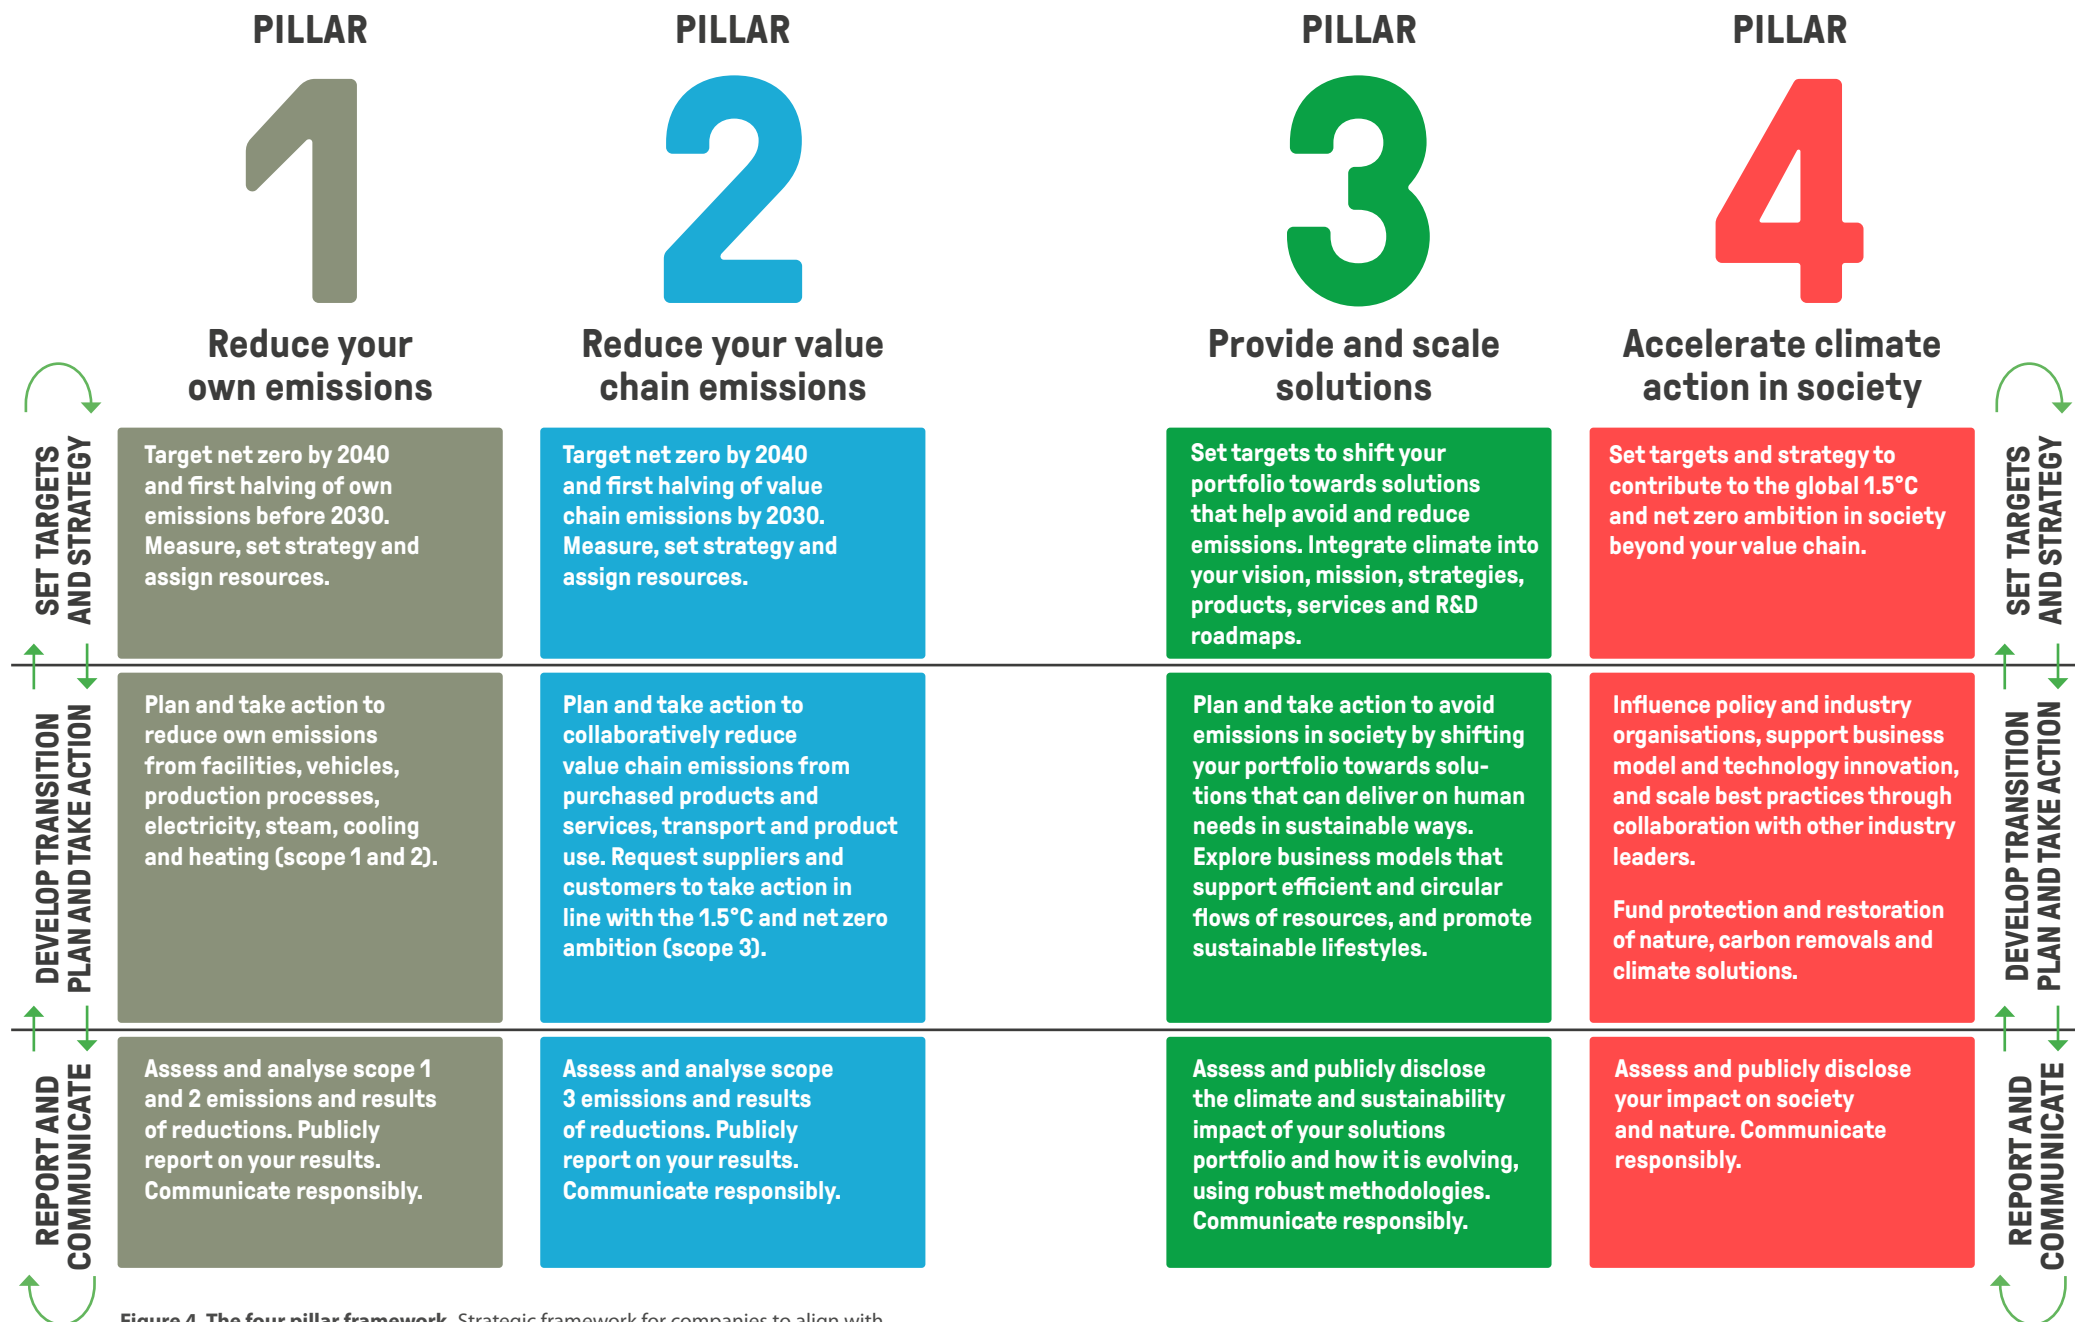 PILLAR
1
Reduce your
own emissions
PILLAR
2
Reduce your value
chain emissions
PILLAR
3
Provide and scale
solutions
PILLAR
4
Accelerate climate
action in society
SET TARGETS
AND STRATEGY
Target net zero by 2040
and first halving of own
emissions before 2030.
Measure, set strategy and
assign resources.
Target net zero by 2040
and first halving of value
chain emissions by 2030.
Measure, set strategy and
assign resources.
Set targets to shift your
portfolio towards solutions
that help avoid and reduce
emissions. Integrate climate into
your vision, mission, strategies,
products, services and R&D
roadmaps.
Set targets and strategy to
contribute to the global 1.5°C
and net zero ambition in society
beyond your value chain.
SET TARGETS
AND STRATEGY
DEVELOP TRANSITION
PLAN AND TAKE ACTION
Plan and take action to
reduce own emissions
from facilities, vehicles,
production processes,
electricity, steam, cooling
and heating (scope 1 and 2).
Plan and take action to
collaboratively reduce
value chain emissions from
purchased products and
services, transport and product
use. Request suppliers and
customers to take action in
line with the 1.5°C and net zero
ambition (scope 3).
Plan and take action to avoid
emissions in society by shifting
your portfolio towards solu-
tions that can deliver on human
needs in sustainable ways.
Explore business models that
support efficient and circular
flows of resources, and promote
sustainable lifestyles.
Influence policy and industry
organisations, support business
model and technology innovation,
and scale best practices through
collaboration with other industry
leaders.
Fund protection and restoration
of nature, carbon removals and
climate solutions.
DEVELOP TRANSITION
PLAN AND TAKE ACTION
REPORT AND
COMMUNICATE
Assess and analyse scope 1
and 2 emissions and results
of reductions. Publicly
report on your results.
Communicate responsibly.
Assess and analyse scope
3 emissions and results
of reductions. Publicly
report on your results.
Communicate responsibly.
Assess and publicly disclose
the climate and sustainability
impact of your solutions
portfolio and how it is evolving,
using robust methodologies.
Communicate responsibly.
Assess and publicly disclose
your impact on society
and nature. Communicate
responsibly.
REPORT AND
COMMUNICATE
Figure 4. The four pillar framework. Strategic framework for companies to align with